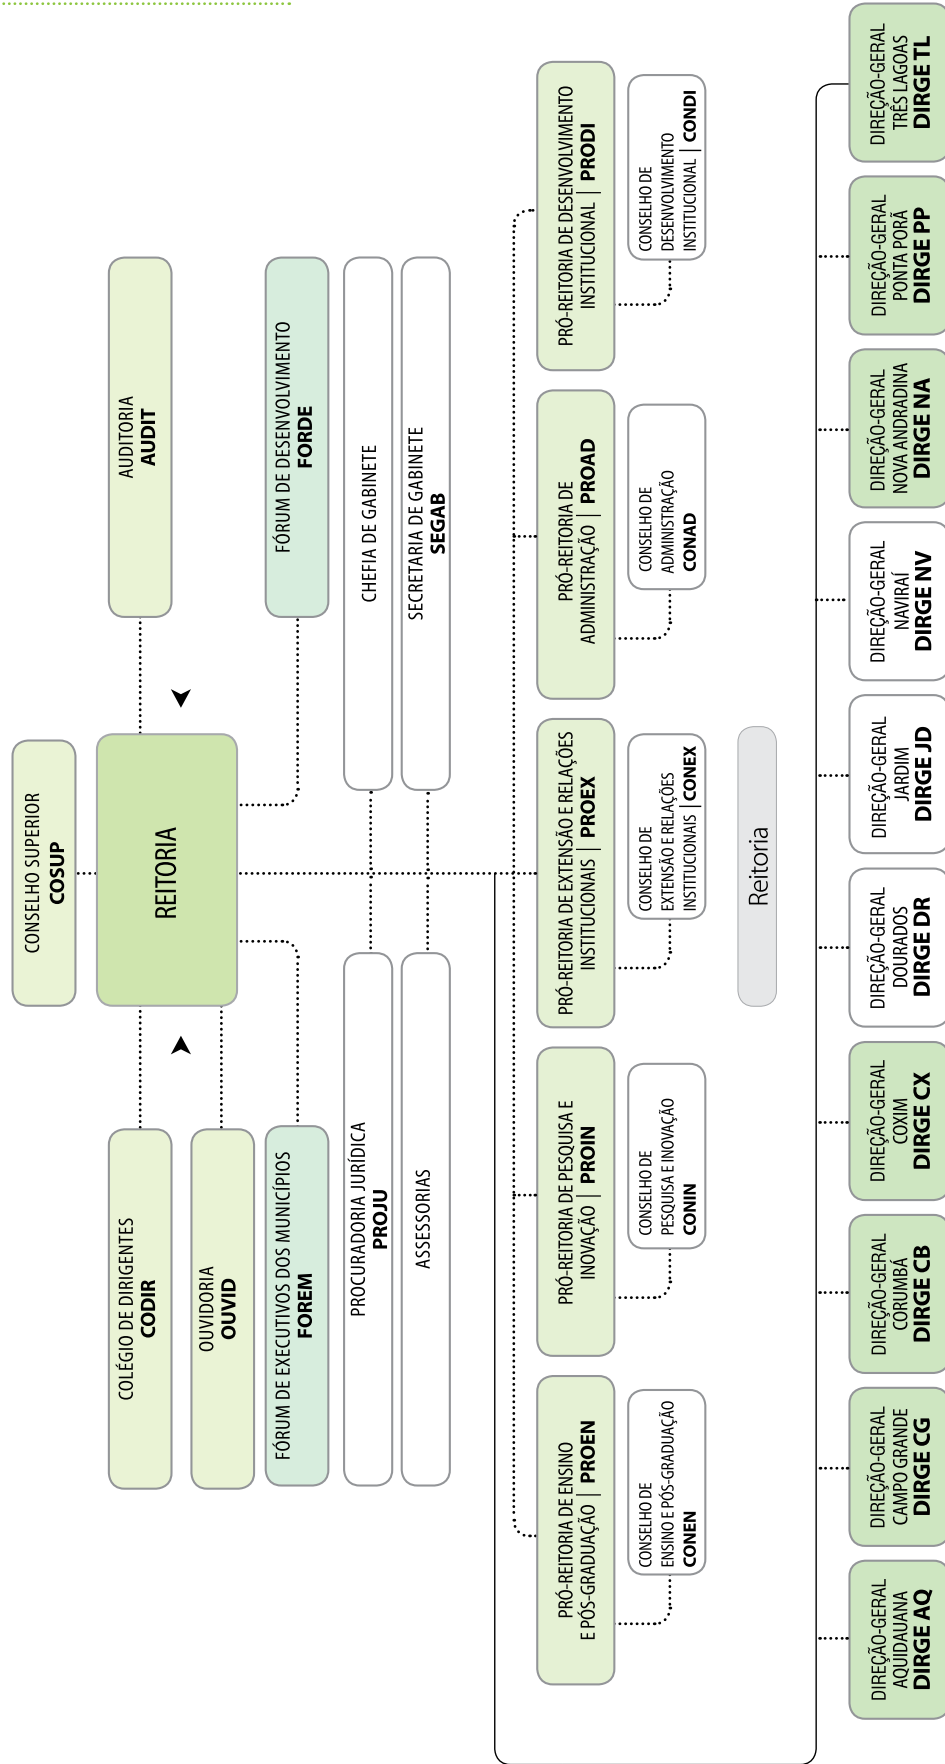 CONSELHO SUPERIOR
COSUP
REITORIA
COLÉGIO DE DIRIGENTES
CODIR
AUDITORIA
AUDIT
OUVIDORIA
OUVID
FÓRUM DE EXECUTIVOS DOS MUNICÍPIOS
FOREM
FÓRUM DE DESENVOLVIMENTO
FORDE
PROCURADORIA JURÍDICA
PROJU
CHEFIA DE GABINETE
ASSESSORIAS
SECRETARIA DE GABINETE
SEGAB
PRÓ-REITORIA DE ENSINO
E PÓS-GRADUAÇÃO | PROEN
CONSELHO DE
ENSINO E PÓS-GRADUAÇÃO
CONEN
PRÓ-REITORIA DE PESQUISA E
INOVAÇÃO | PROIN
CONSELHO DE
PESQUISA E INOVAÇÃO
CONIN
PRÓ-REITORIA DE EXTENSÃO E RELAÇÕES
INSTITUCIONAIS | PROEX
CONSELHO DE
EXTENSÃO E RELAÇÕES
INSTITUCIONAIS | CONEX
PRÓ-REITORIA DE
ADMINISTRAÇÃO | PROAD
CONSELHO DE
ADMINISTRAÇÃO
CONAD
PRÓ-REITORIA DE DESENVOLVIMENTO
INSTITUCIONAL | PRODI
CONSELHO DE
DESENVOLVIMENTO
INSTITUCIONAL | CONDI
Reitoria
DIREÇÃO-GERAL
AQUIDAUANA
DIRGE AQ
DIREÇÃO-GERAL
CAMPO GRANDE
DIRGE CG
DIREÇÃO-GERAL
CORUMBÁ
DIRGE CB
DIREÇÃO-GERAL
COXIM
DIRGE CX
DIREÇÃO-GERAL
DOURADOS
DIRGE DR
DIREÇÃO-GERAL
JARDIM
DIRGE JD
DIREÇÃO-GERAL
NAVIRAÍ
DIRGE NV
DIREÇÃO-GERAL
NOVA ANDRADINA
DIRGE NA
DIREÇÃO-GERAL
PONTA PORÃ
DIRGE PP
DIREÇÃO-GERAL
TRÊS LAGOAS
DIRGE TL